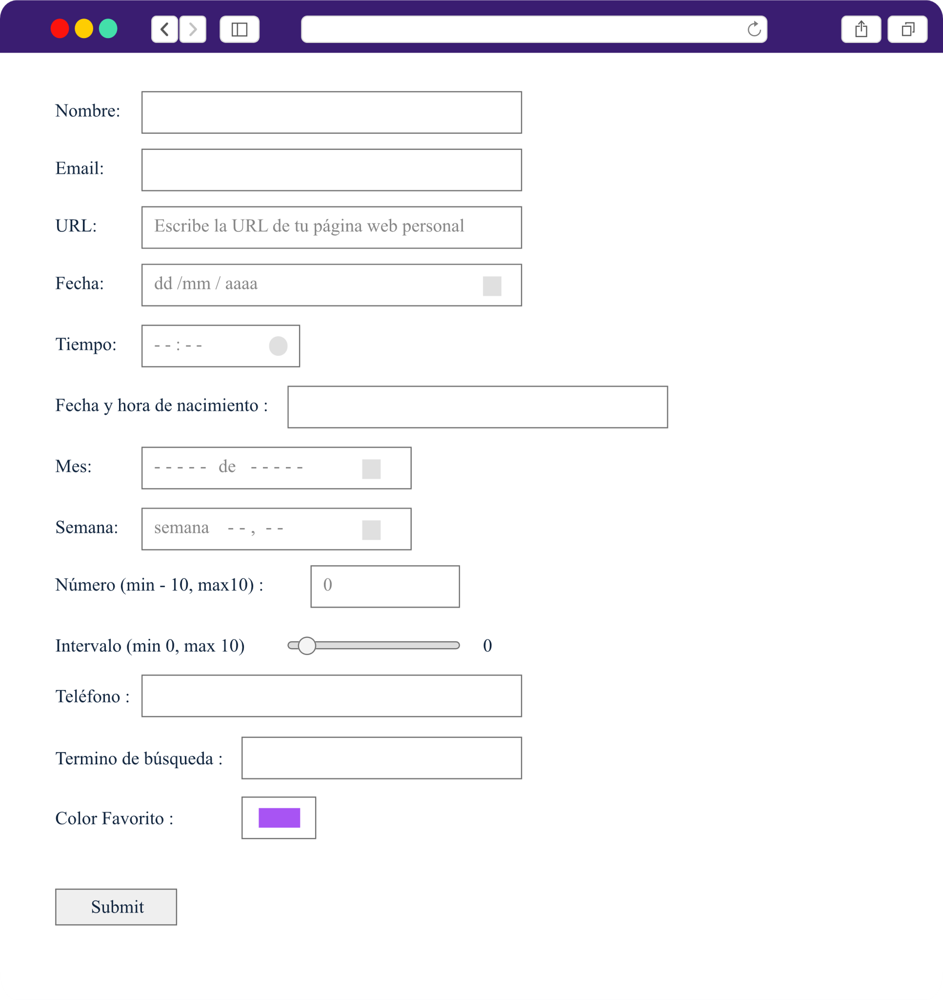 Nombre:
Email:
URL: Escribe la URL de tu página web personal
Fecha: dd /mm / aaaa
Tiempo: - - : - -
Fecha y hora de nacimiento :
Mes: - - - - - de - - - - -
Semana: semana - - , - -
Número (min - 10, max10) : 0
Intervalo (min 0, max 10) 0
Teléfono :
Termino de búsqueda :
Color Favorito :
Submit